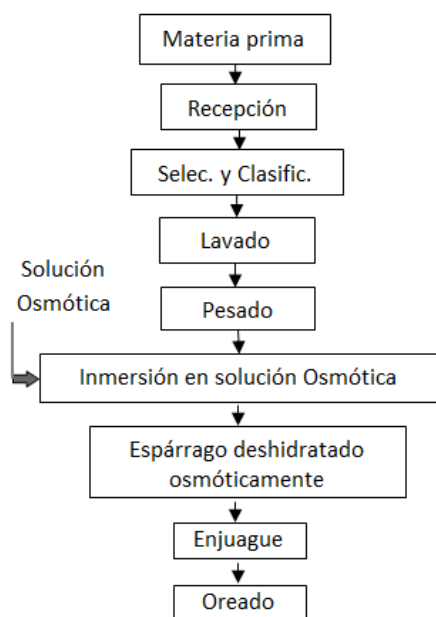 Materia prima
Recepción
Selec. y Clasific.
Lavado
Solución
Osmótica
Pesado
Inmersión en solución Osmótica
Espárrago deshidratado
osmóticamente
Enjuague
Oreado